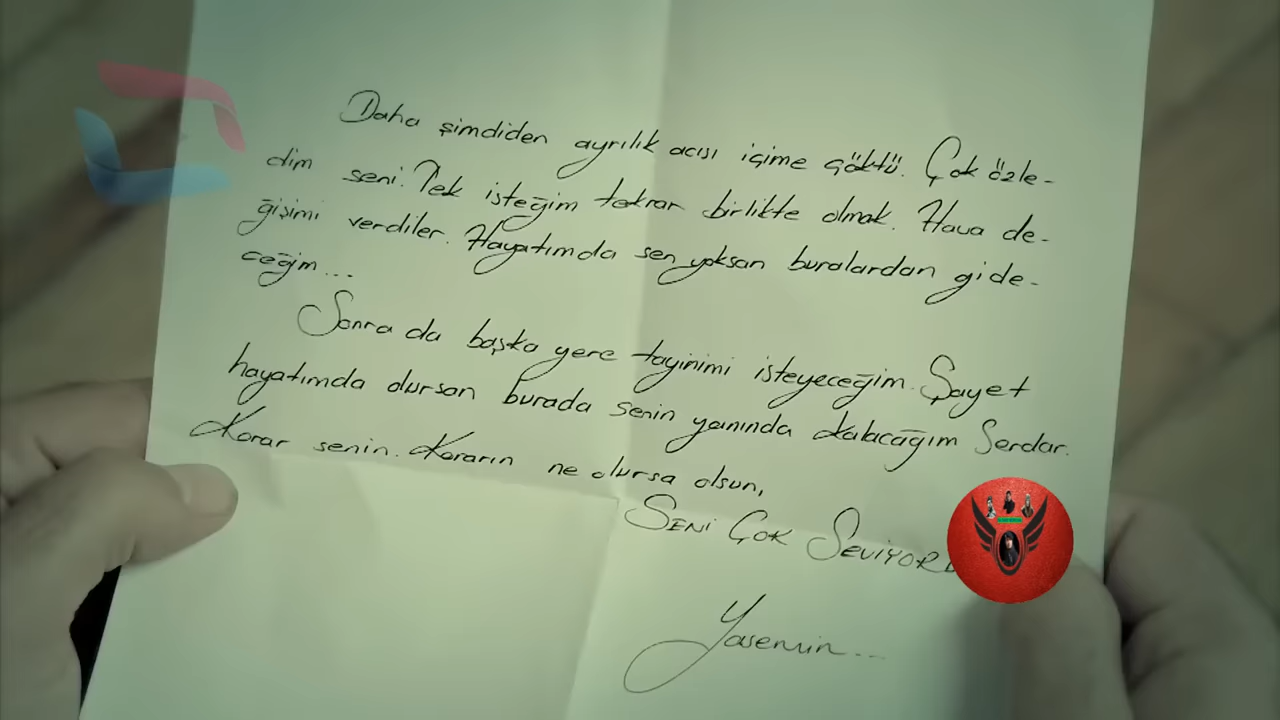 Daha şimdiden ayrılık acısı içime çöktü. Çok özle-
dim seni. Tek isteğim tekrar birlikte olmak. Hava de-
ğişimi verdiler. Hayatımda sen yoksan buralardan gide-
ceğim...
Sonra da başka yere tayinimi isteyeceğim. Şayet
hayatımda olursan burada senin yanında kalacağım Serdar.
Karar senin. Kararın ne olursa olsun,
SENİ ÇOK SEVİYOR
Yasemin...